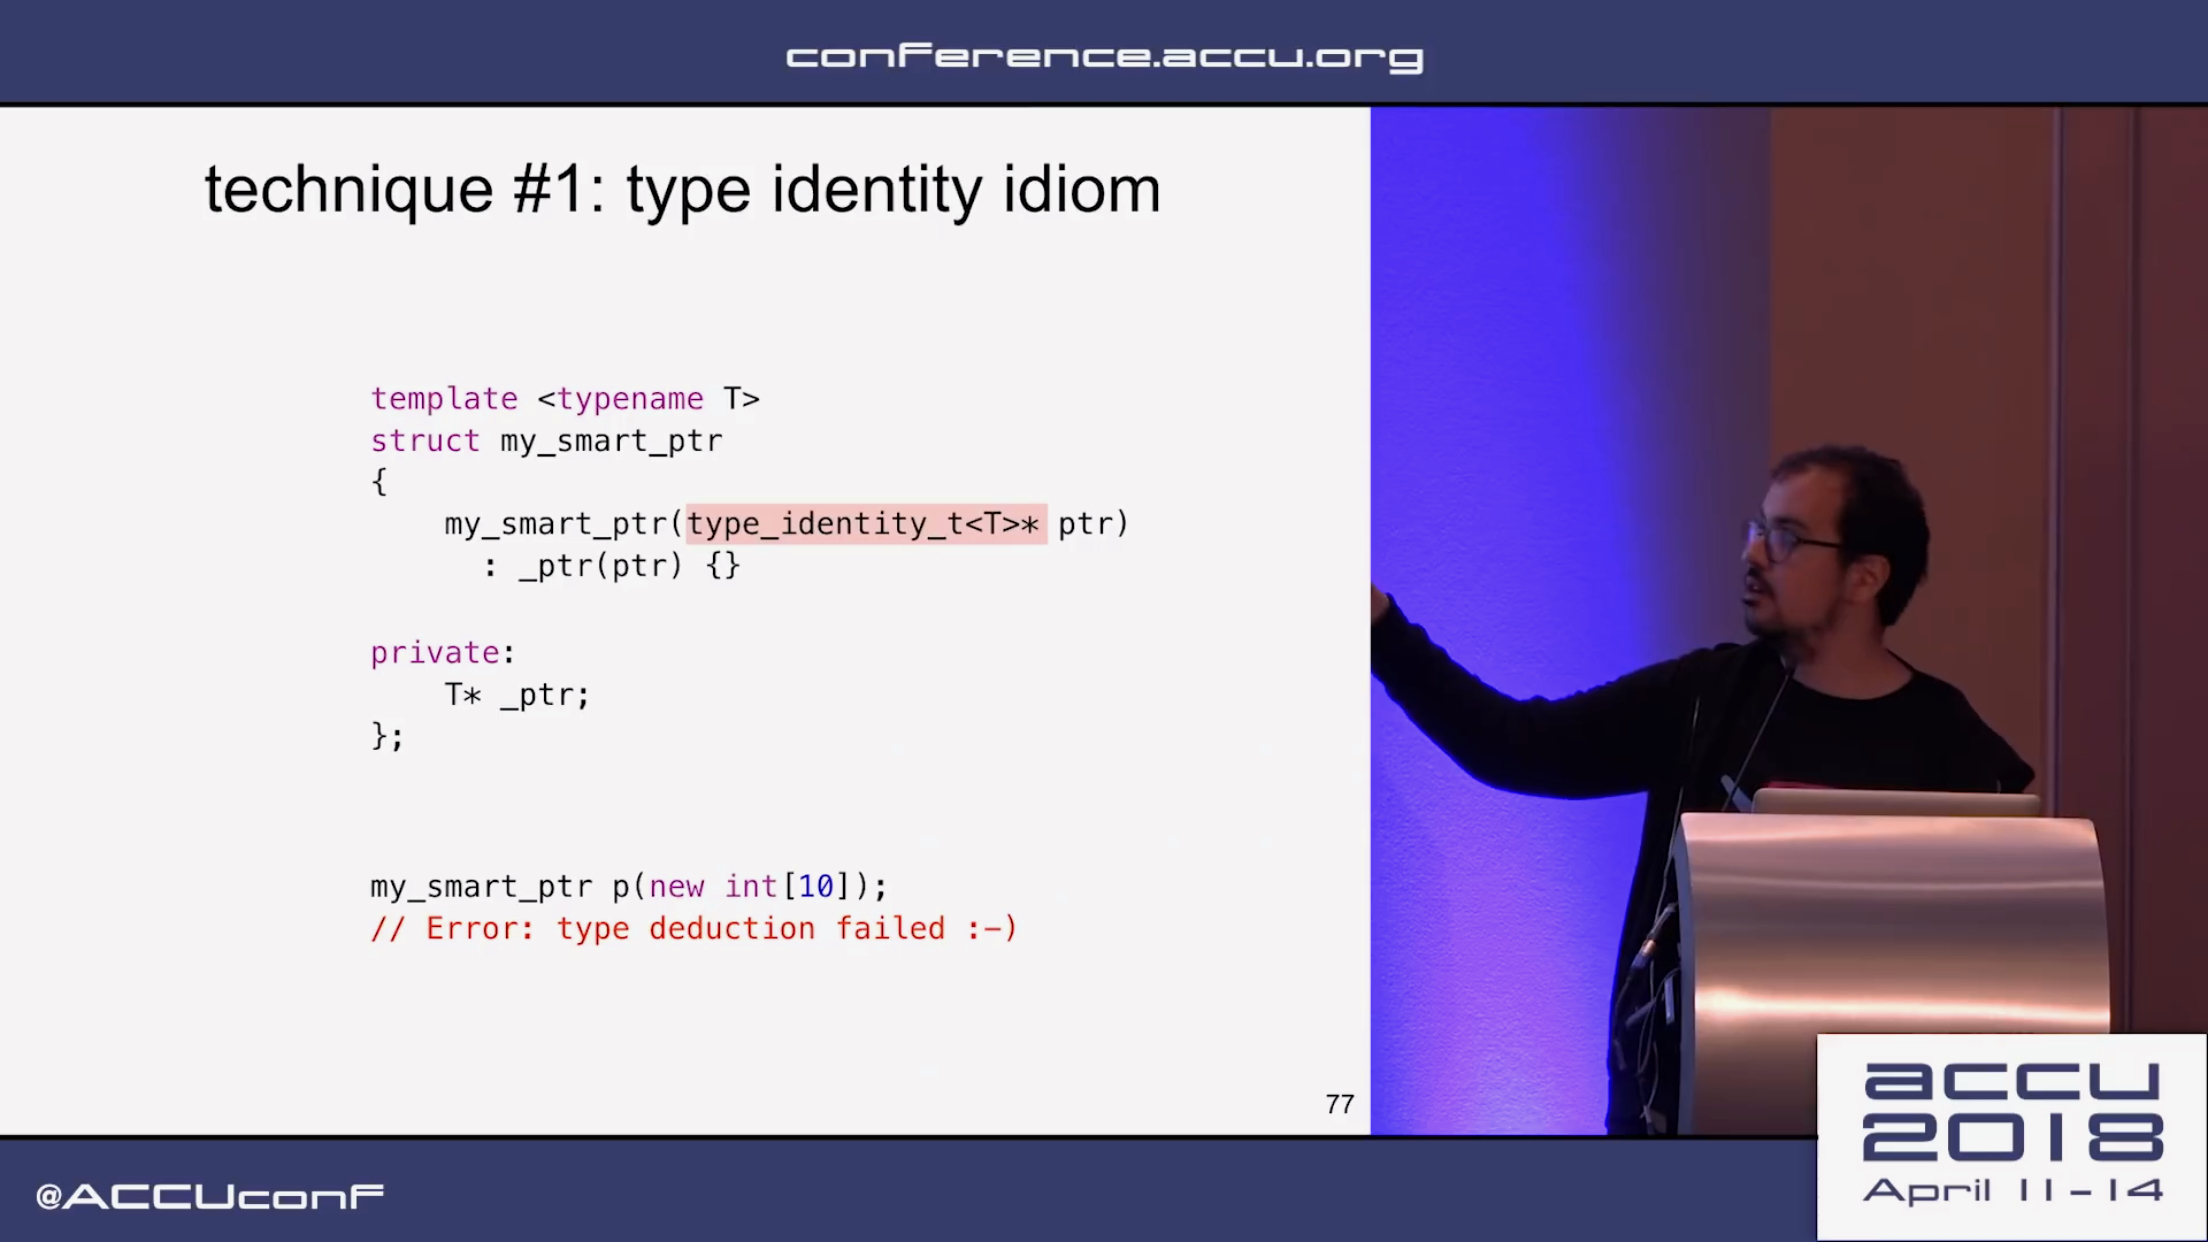 conference.accu.org
technique #1: type identity idiom
template <typename T>
struct my_smart_ptr
{
    my_smart_ptr(type_identity_t<T>* ptr)
      : _ptr(ptr) {}
private:
    T* _ptr;
};
my_smart_ptr p(new int[10]);
// Error: type deduction failed :-)
77
@ACCUconf
accu
2018
April 11-14